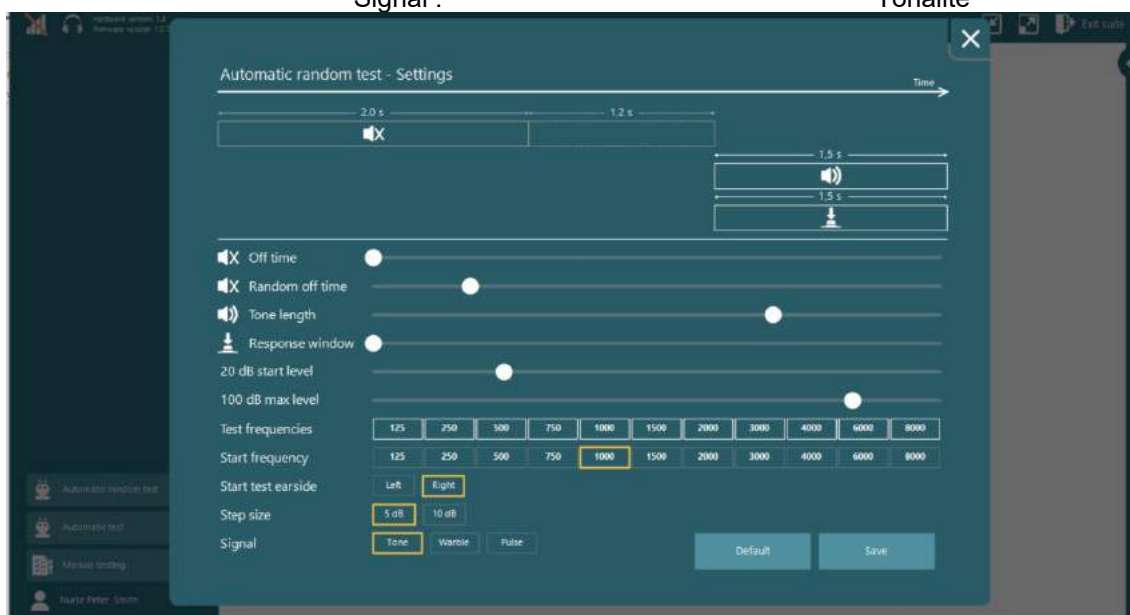 Signal : Tonalité
Hardware version 1.4
Exit suite
Automatic random test - Settings
Time
2,0 s 1,2 s
1,5 s
1,5 s
Off time
Random off time
Tone length
Response window
20 dB start level
100 dB max level
Test frequencies 125 250 500 750 1000 1500 2000 3000 4000 6000 8000
Start frequency 125 250 500 750 1000 1500 2000 3000 4000 6000 8000
Start test earside Left Right
Step size 5 dB 10 dB
Signal Tone Warble Pulse
Default Save
Automatic random test
Automatic test
Manual testing
Nurse Peter Smith